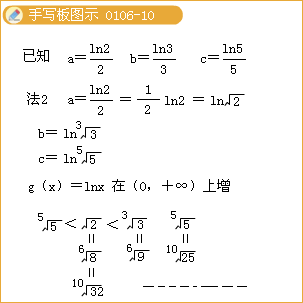 手写板图示 0106-10
已知 a=ln2/2 b=ln3/3 c=ln5/5
法2 a=ln2/2 = 1/2 ln2 = ln√2
b= ln³√3
c= ln⁵√5
g(x)=lnx 在(0,+∞)上增
⁵√5 < √2 < ³√3 ⁵√5
= = =
⁶√8 ⁶√9 ¹⁰√25
=
¹⁰√32